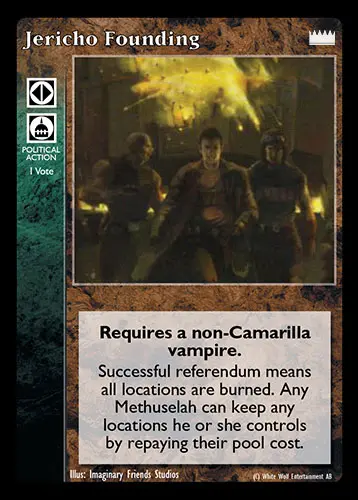 Jericho Founding
POLITICAL
ACTION
1 Vote
Requires a non-Camarilla
vampire.
Successful referendum means
all locations are burned. Any
Methuselah can keep any
locations he or she controls
by repaying their pool cost.
Illus: Imaginary Friends Studios
(C) White Wolf Entertainment AB